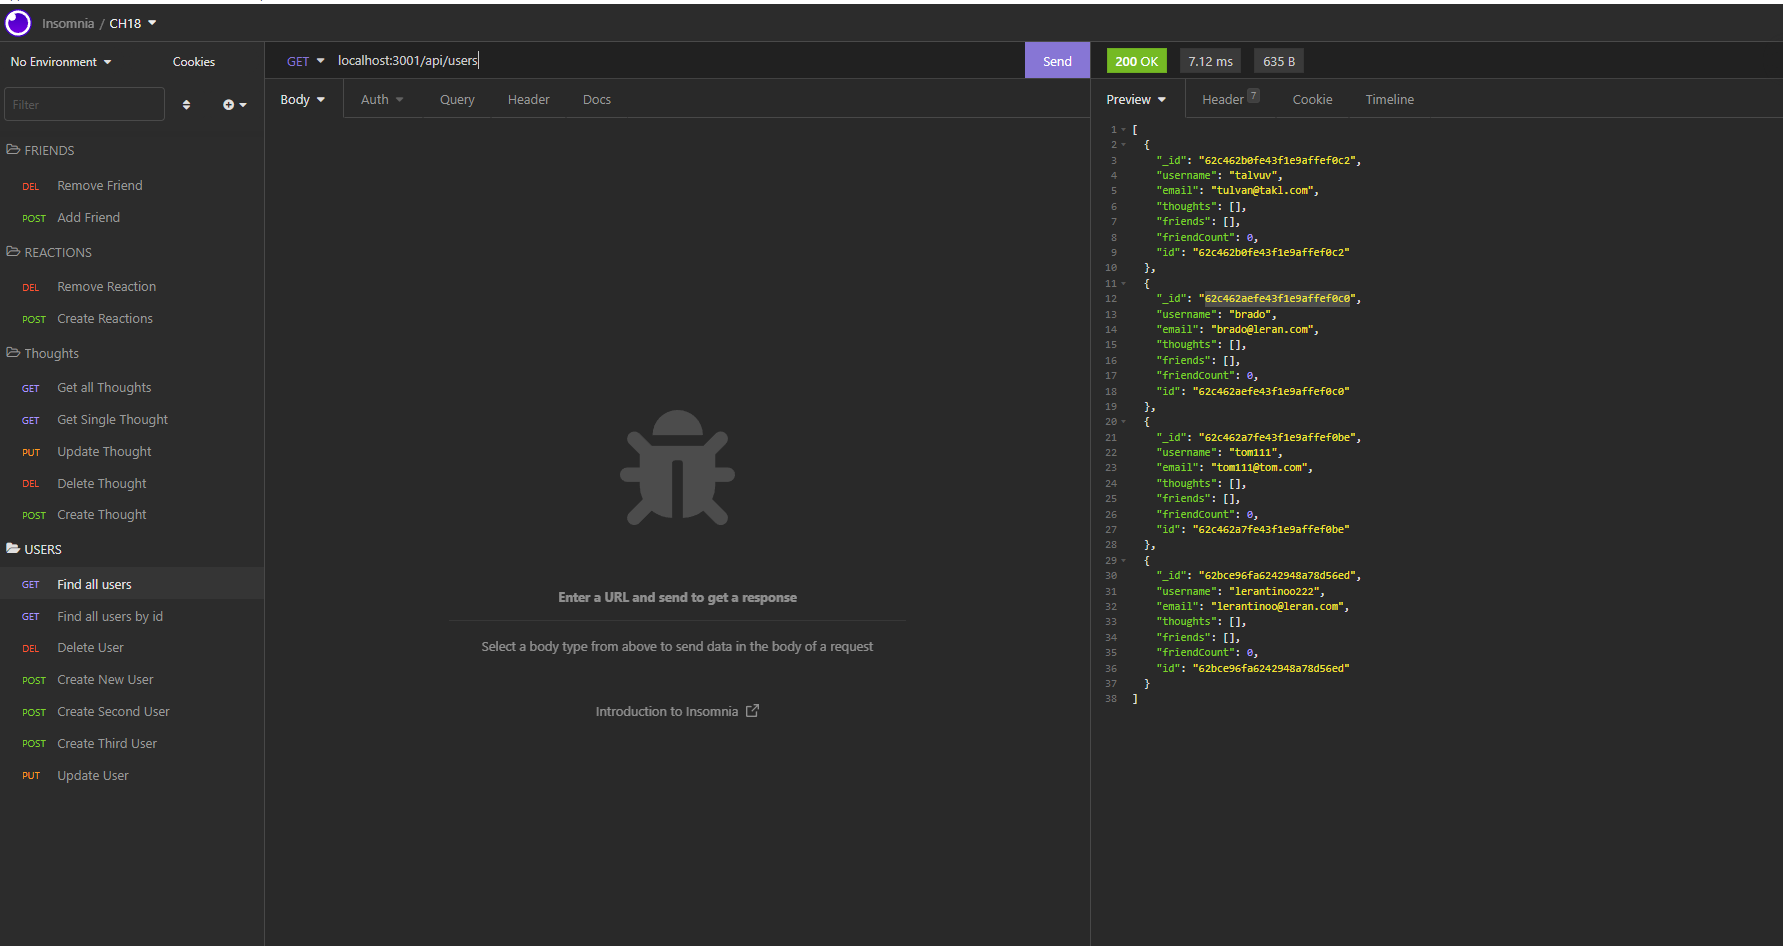 Insomnia / CH18
No Environment
Cookies
Filter
FRIENDS
DEL Remove Friend
POST Add Friend
REACTIONS
DEL Remove Reaction
POST Create Reactions
Thoughts
GET Get all Thoughts
GET Get Single Thought
PUT Update Thought
DEL Delete Thought
POST Create Thought
USERS
GET Find all users
GET Find all users by id
DEL Delete User
POST Create New User
POST Create Second User
POST Create Third User
PUT Update User
GET localhost:3001/api/users
Send
Body Auth Query Header Docs
Enter a URL and send to get a response
Select a body type from above to send data in the body of a request
Introduction to Insomnia
200 OK 7.12 ms 635 B
Preview Header 7 Cookie Timeline
1 [
2 {
3 "_id": "62c462b0fe43f1e9affef0c2",
4 "username": "talvuv",
5 "email": "tulvan@takl.com",
6 "thoughts": [],
7 "friends": [],
8 "friendCount": 0,
9 "id": "62c462b0fe43f1e9affef0c2"
10 },
11 {
12 "_id": "62c462aefe43f1e9affef0c0",
13 "username": "brado",
14 "email": "brado@leran.com",
15 "thoughts": [],
16 "friends": [],
17 "friendCount": 0,
18 "id": "62c462aefe43f1e9affef0c0"
19 },
20 {
21 "_id": "62c462a7fe43f1e9affef0be",
22 "username": "tom111",
23 "email": "tom111@tom.com",
24 "thoughts": [],
25 "friends": [],
26 "friendCount": 0,
27 "id": "62c462a7fe43f1e9affef0be"
28 },
29 {
30 "_id": "62bce96fa6242948a78d56ed",
31 "username": "lerantinoo222",
32 "email": "lerantinoo@leran.com",
33 "thoughts": [],
34 "friends": [],
35 "friendCount": 0,
36 "id": "62bce96fa6242948a78d56ed"
37 }
38 ]